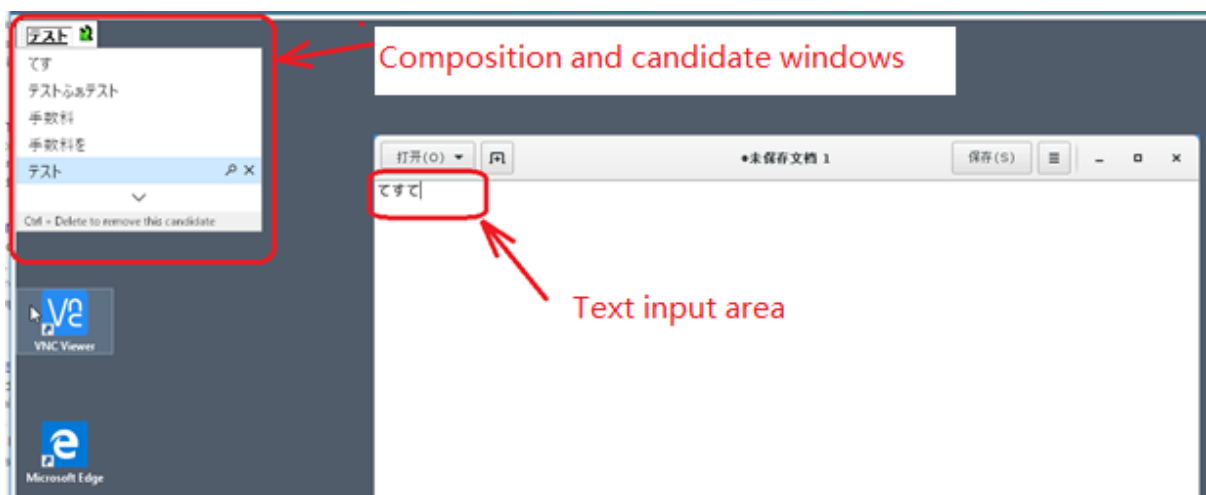 テスト
てす
テストふぁテスト
手数料
手数料を
テスト
Ctrl + Delete to remove this candidate
Composition and candidate windows
打开(O)
•未保存文档 1
保存(S)
てすて
Text input area
VNC Viewer
Microsoft Edge